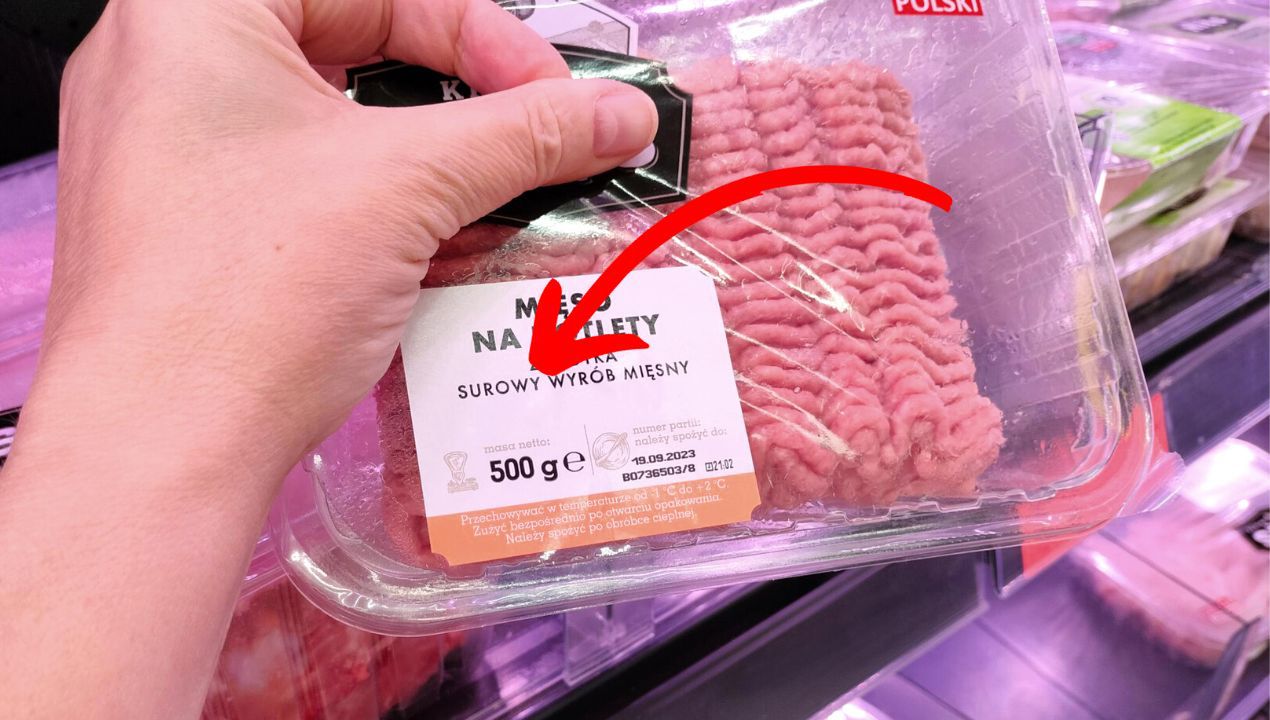 POLSKI
NA
SUROWY WYRÓB MIĘSNY
masa netto:
500 g e
numer partii:
należy spożyć do:
19.09.2023
B0736503/8 21:02
Przechowywać w temperaturze od -1 °C do +2 °C.
Zużyć bezpośrednio po otwarciu opakowania.
Należy spożyć po obróbce cieplnej.